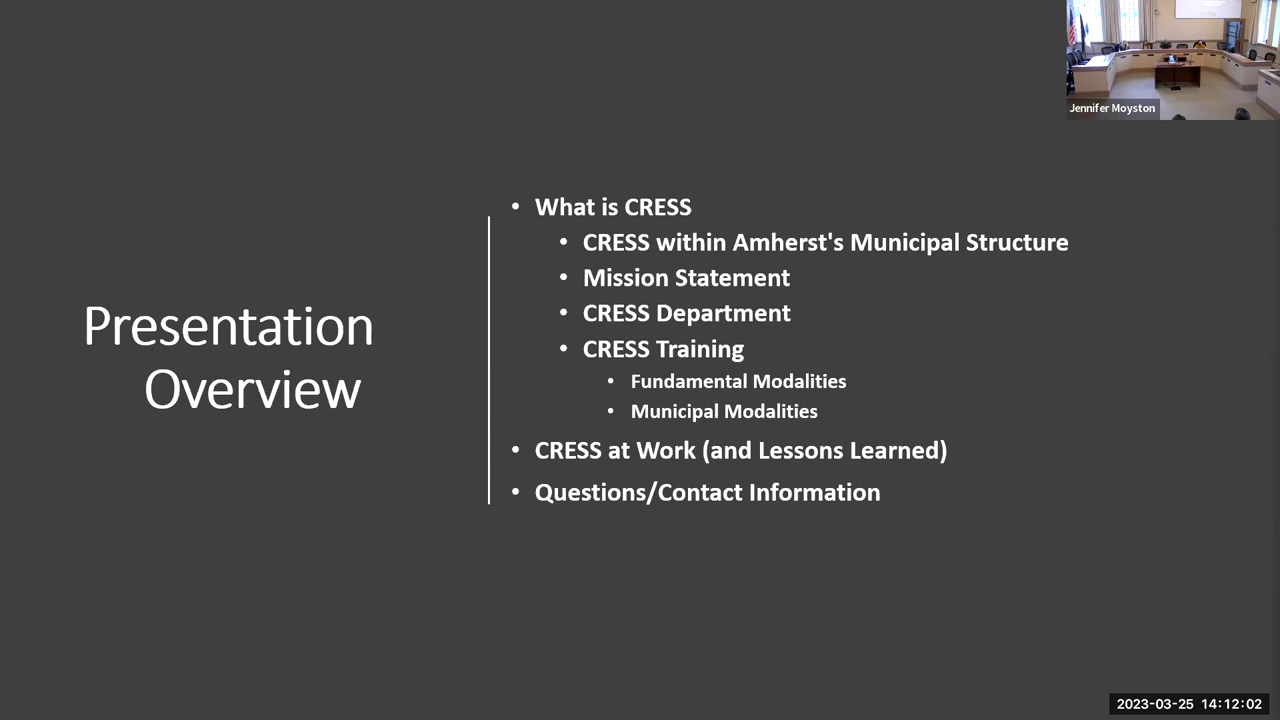 Jennifer Moyston
Presentation
Overview
• What is CRESS
• CRESS within Amherst's Municipal Structure
• Mission Statement
• CRESS Department
• CRESS Training
• Fundamental Modalities
• Municipal Modalities
• CRESS at Work (and Lessons Learned)
• Questions/Contact Information
2023-03-25 14:12:02